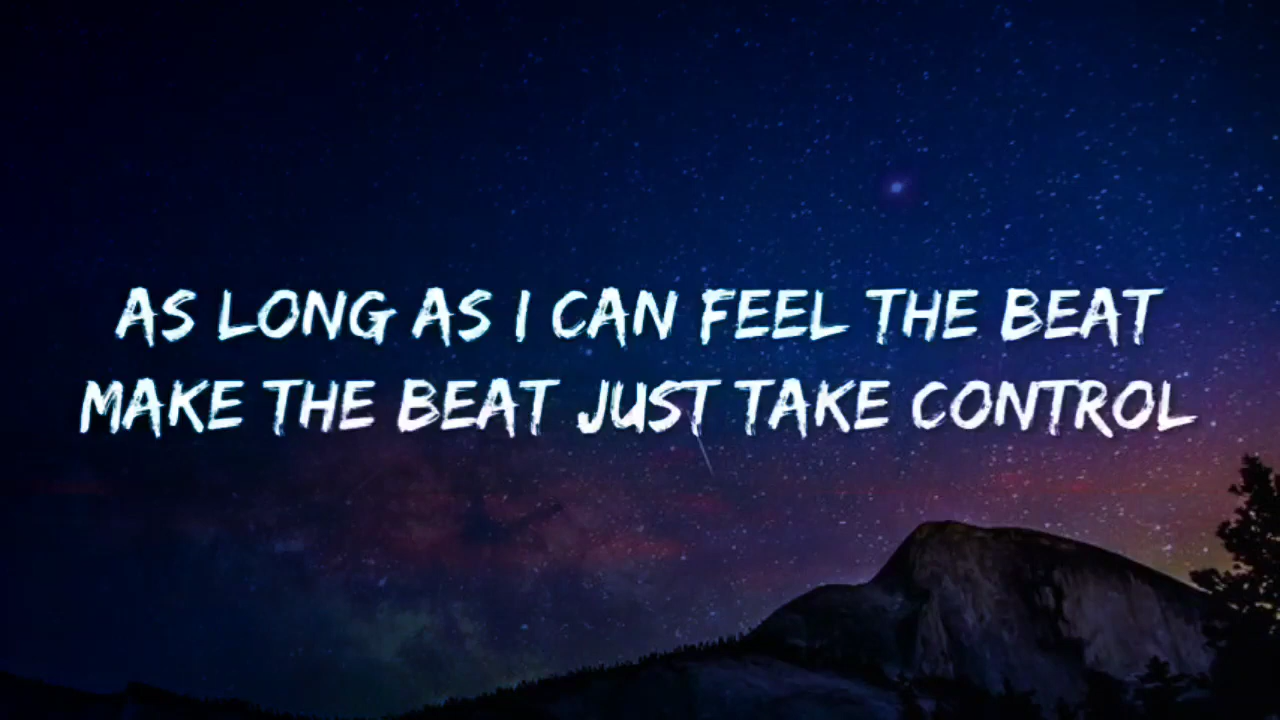 AS LONG AS I CAN FEEL THE BEAT
MAKE THE BEAT JUST TAKE CONTROL